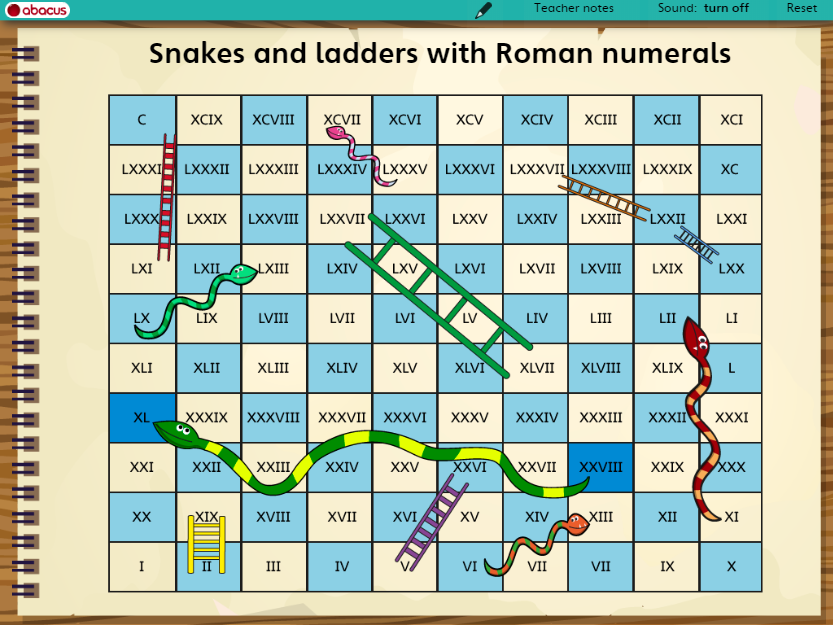 abacus Teacher notes Sound: turn off Reset
Snakes and ladders with Roman numerals
C XCIX XCVIII XCVII XCVI XCV XCIV XCIII XCII XCI
LXXXI LXXXII LXXXIII LXXXIV LXXXV LXXXVI LXXXVII LXXXVIII LXXXIX XC
LXXX LXXIX LXXVIII LXXVII LXXVI LXXV LXXIV LXXIII LXXII LXXI
LXI LXII LXIII LXIV LXV LXVI LXVII LXVIII LXIX LXX
LX LIX LVIII LVII LVI LV LIV LIII LII LI
XLI XLII XLIII XLIV XLV XLVI XLVII XLVIII XLIX L
XL XXXIX XXXVIII XXXVII XXXVI XXXV XXXIV XXXIII XXXII XXXI
XXI XXII XXIII XXIV XXV XXVI XXVII XXVIII XXIX XXX
XX XIX XVIII XVII XVI XV XIV XIII XII XI
I II III IV V VI VII VII IX X